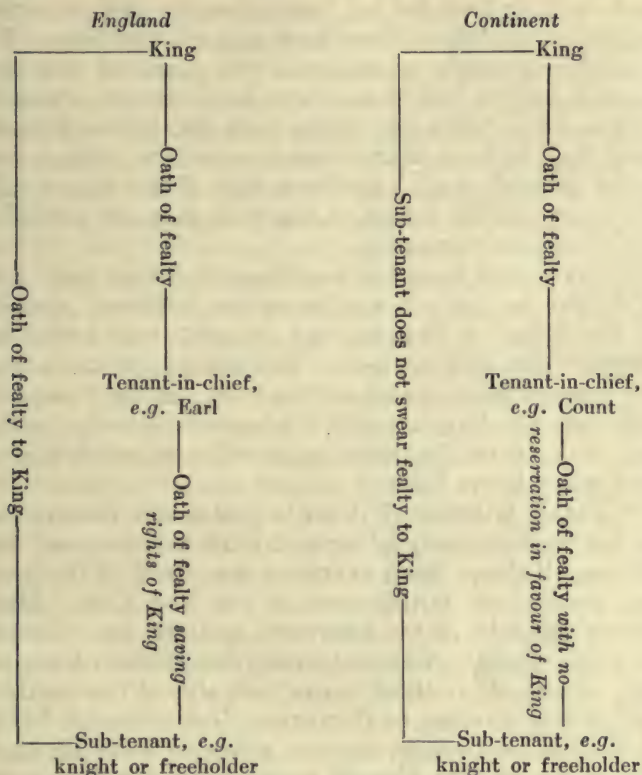 England
King
Oath of fealty
Oath of fealty to King
Tenant-in-chief,
e.g. Earl
Oath of fealty saving
rights of King
Sub-tenant, e.g.
knight or freeholder
Continent
King
Oath of fealty
Sub-tenant does not swear fealty to King
Tenant-in-chief,
e.g. Count
Oath of fealty with no
reservation in favour of King
Sub-tenant, e.g.
knight or freeholder